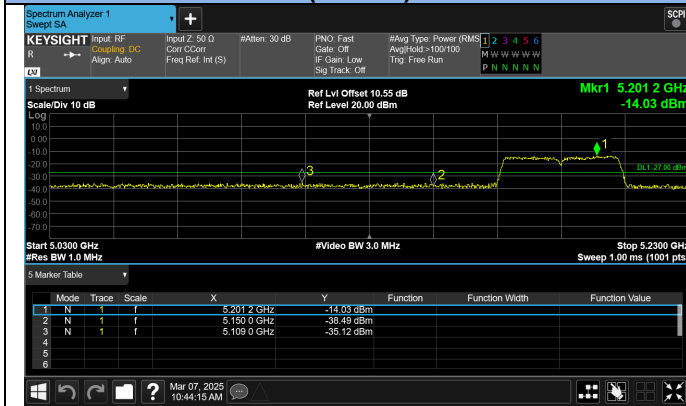 Spectrum Analyzer 1
Swept SA
SCPI
KEYSIGHT
R
LXI
Input: RF
Coupling: DC
Align: Auto
Input Z: 50 Ω
Corr CCorr
Freq Ref: Int (S)
#Atten: 30 dB
PNO: Fast
Gate: Off
IF Gain: Low
Sig Track: Off
#Avg Type: Power (RMS
Avg|Hold:>100/100
Trig: Free Run
1 2 3 4 5 6
M W W W W W
P N N N N N
1 Spectrum
Scale/Div 10 dB
Log
Ref Lvl Offset 10.55 dB
Ref Level 20.00 dBm
Mkr1 5.201 2 GHz
-14.03 dBm
10.0
0.00
-10.0
-20.0
-30.0
-40.0
-50.0
-60.0
-70.0
1
3
2
DL1 -27.00 dBm
Start 5.0300 GHz
#Res BW 1.0 MHz
#Video BW 3.0 MHz
Stop 5.2300 GHz
Sweep 1.00 ms (1001 pts
5 Marker Table
Mode Trace Scale X Y Function Function Width Function Value
1 N 1 f 5.201 2 GHz -14.03 dBm
2 N 1 f 5.150 0 GHz -38.49 dBm
3 N 1 f 5.109 0 GHz -35.12 dBm
4
5
6
?
Mar 07, 2025
10:44:15 AM